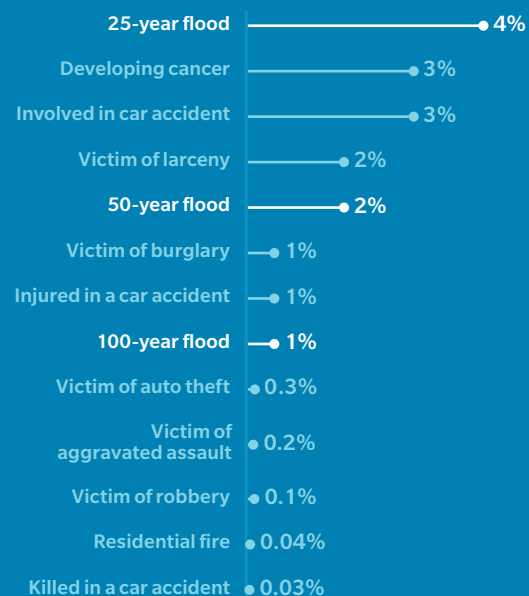 25-year flood 4%
Developing cancer 3%
Involved in car accident 3%
Victim of larceny 2%
50-year flood 2%
Victim of burglary 1%
Injured in a car accident 1%
100-year flood 1%
Victim of auto theft 0.3%
Victim of
aggravated assault 0.2%
Victim of robbery 0.1%
Residential fire 0.04%
Killed in a car accident 0.03%